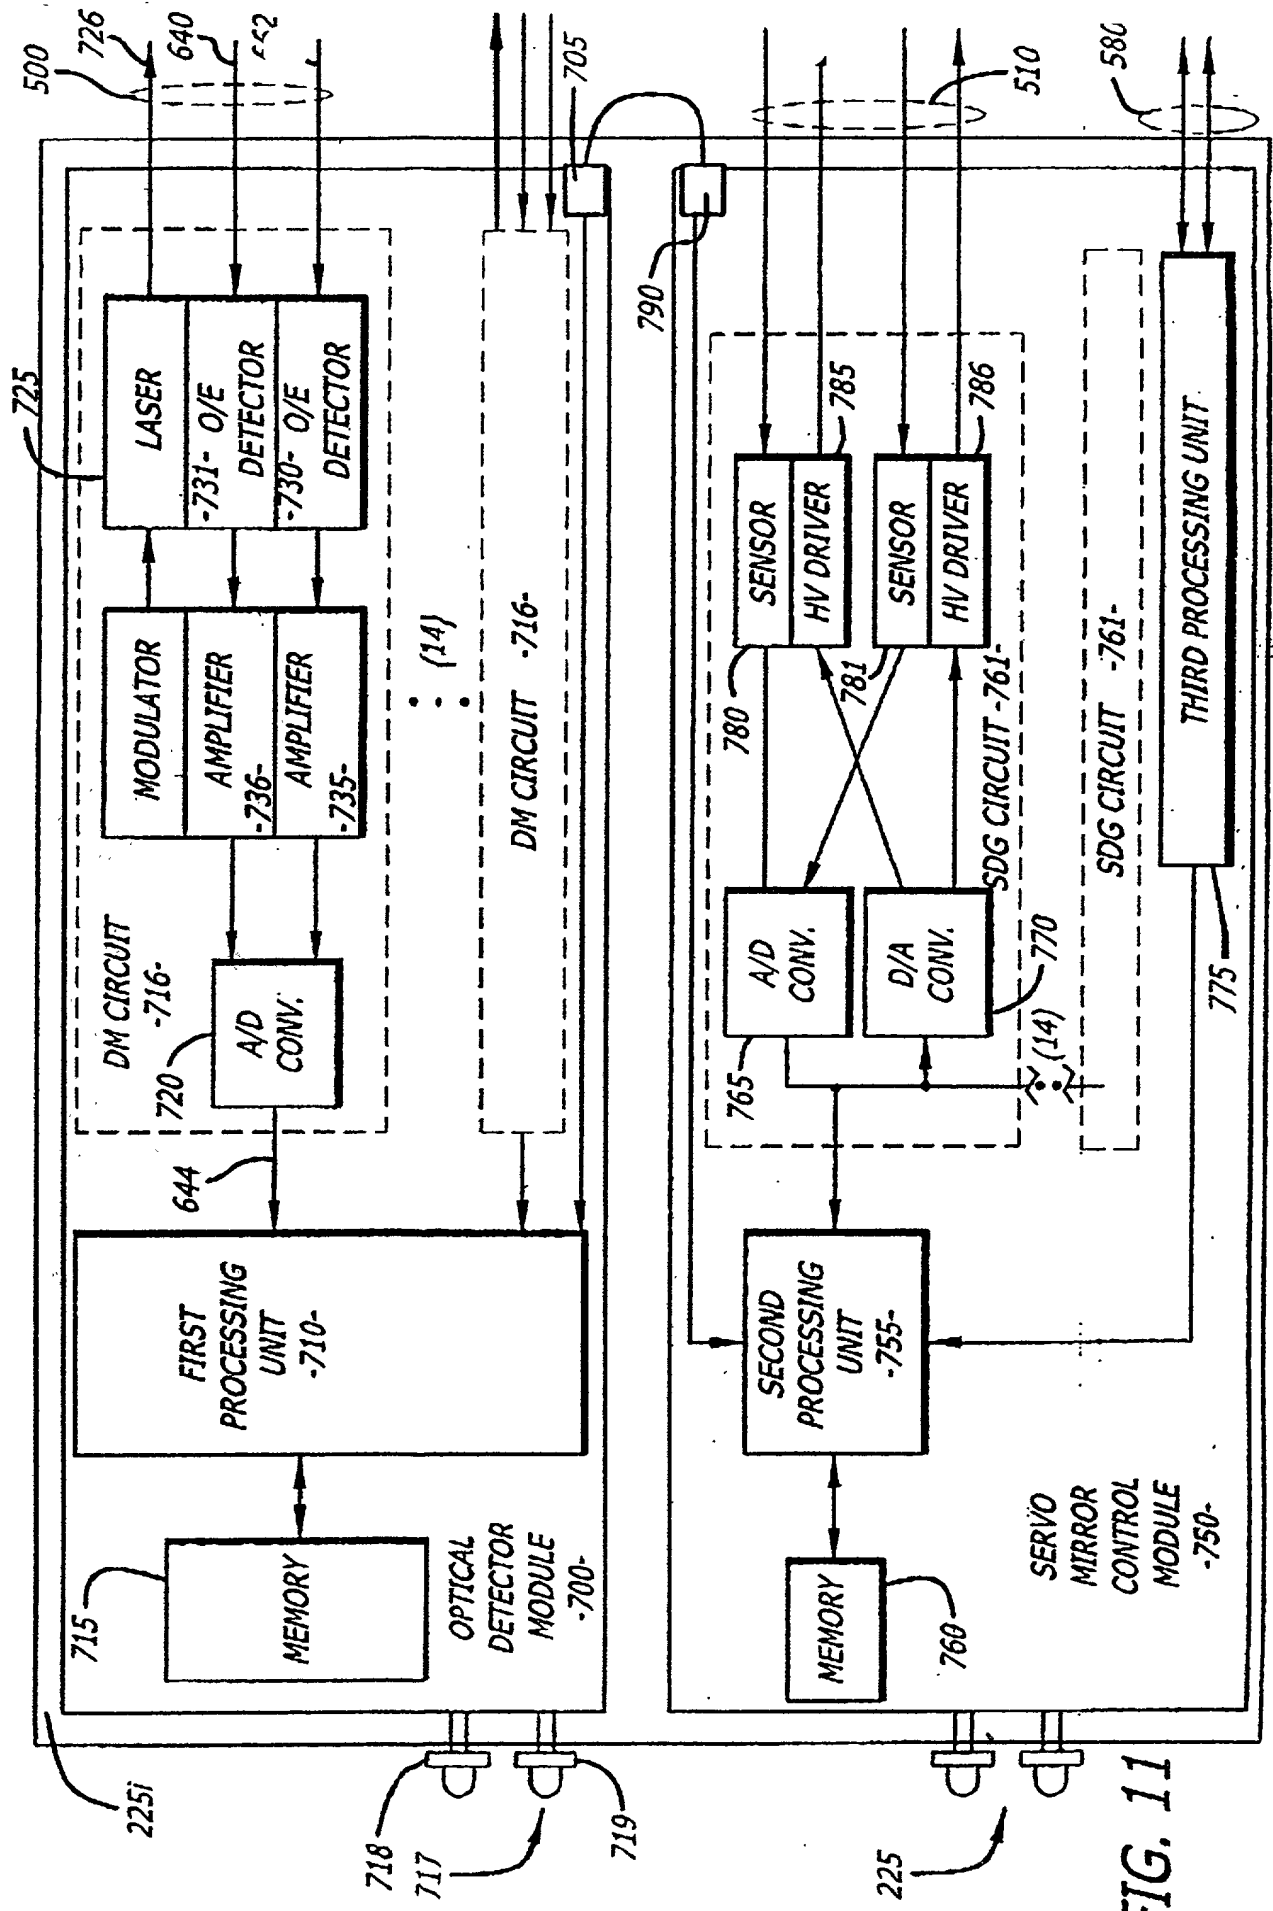 500
726
640
552
725
LASER
-731- O/E
DETECTOR
-730- O/E
DETECTOR
MODULATOR
AMPLIFIER
-736-
AMPLIFIER
-735-
DM CIRCUIT
-716-
720
A/D
CONV.
644
(14)
DM CIRCUIT -716-
705
FIRST
PROCESSING
UNIT
-710-
715
MEMORY
OPTICAL
DETECTOR
MODULE
-700-
225i
718
717
719
790
510
580
SENSOR
HV DRIVER
785
SENSOR
HV DRIVER
786
780
781
SDG CIRCUIT -761-
A/D
CONV.
765
D/A
CONV.
770
(14)
SDG CIRCUIT -761-
THIRD PROCESSING UNIT
775
SECOND
PROCESSING
UNIT
-755-
MEMORY
760
SERVO
MIRROR
CONTROL
MODULE
-750-
225
FIG. 11